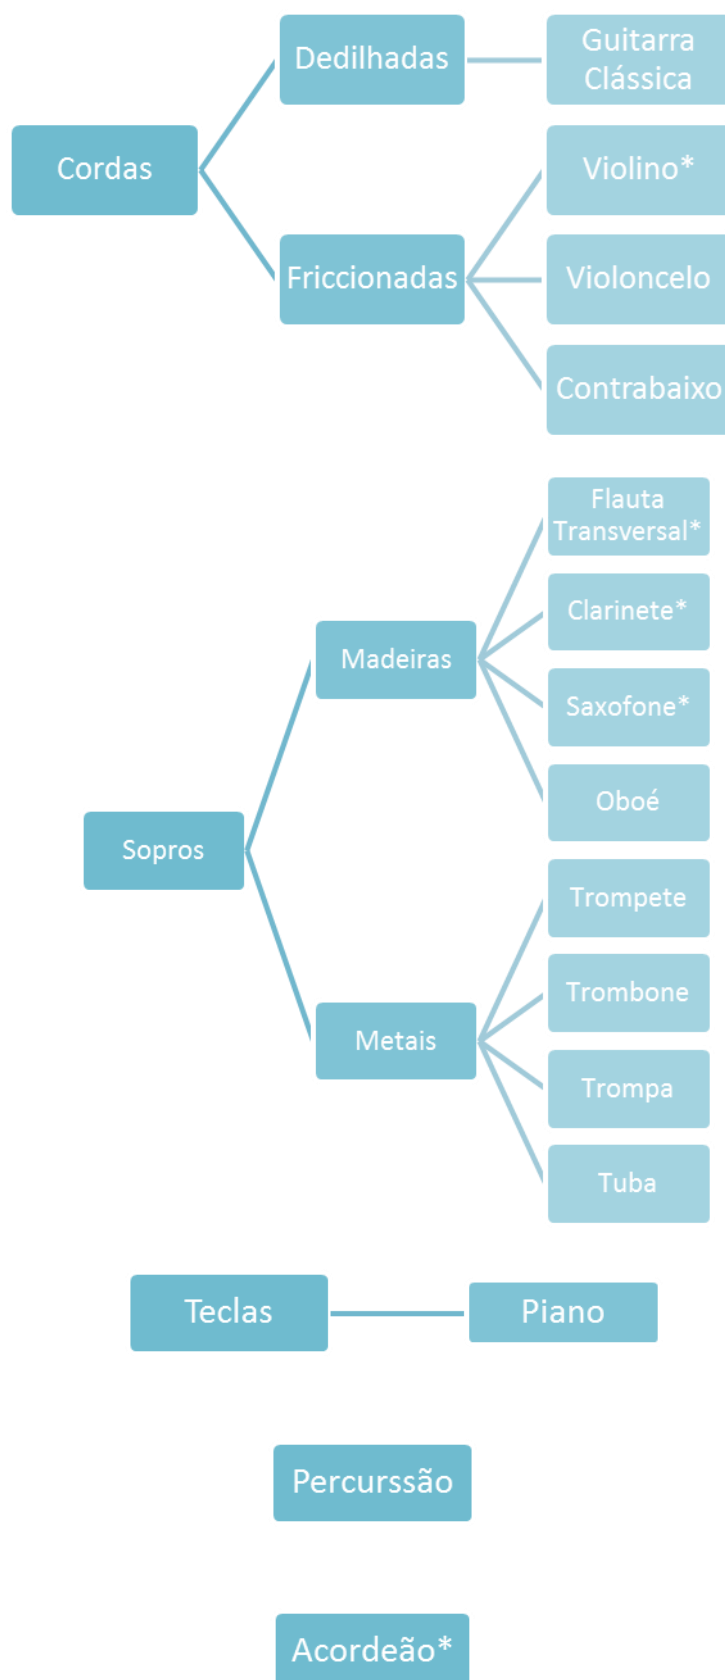 Dedilhadas
Guitarra
Clássica
Cordas
Violino*
Friccionadas
Violoncelo
Contrabaixo
Flauta
Transversal*
Clarinete*
Madeiras
Saxofone*
Oboé
Sopros
Trompete
Trombone
Metais
Trompa
Tuba
Teclas
Piano
Percurssão
Acordeão*